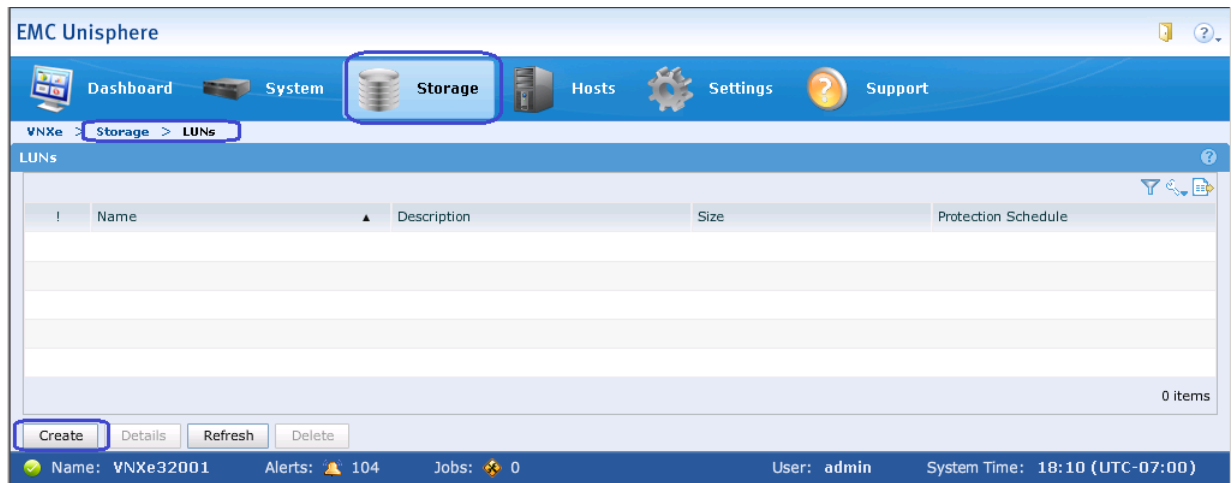 EMC Unisphere
?
Dashboard System Storage Hosts Settings ? Support
VNXe > Storage > LUNs
LUNs ?
! Name ▲ Description Size Protection Schedule
0 items
Create Details Refresh Delete
Name: VNXe32001 Alerts: 104 Jobs: 0 User: admin System Time: 18:10 (UTC-07:00)